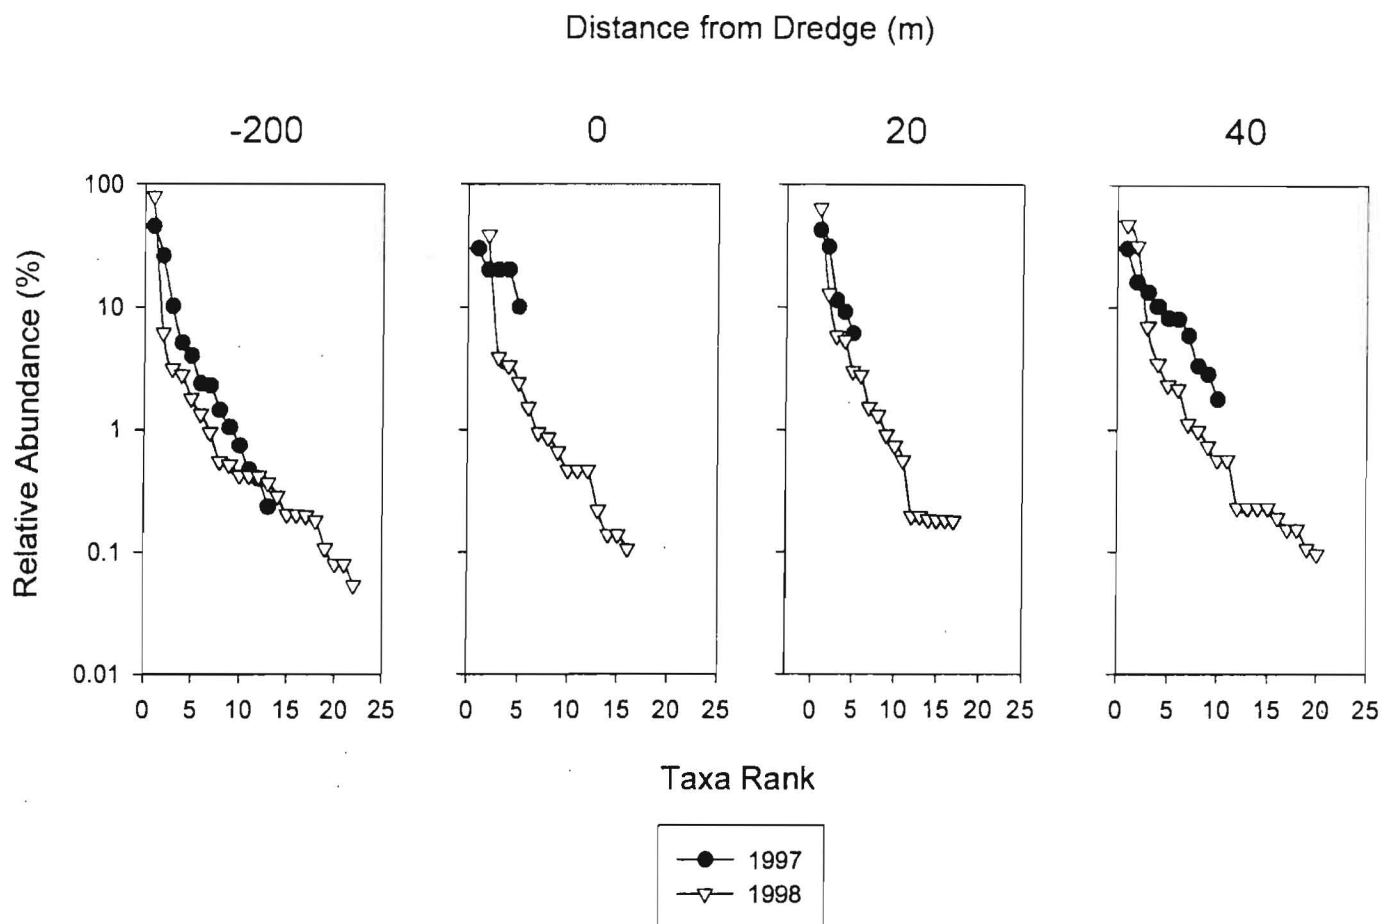 Distance from Dredge (m)
-200 0 20 40
Relative Abundance (%)
100
10
1
0.1
0.01
0 5 10 15 20 25 0 5 10 15 20 25 0 5 10 15 20 25 0 5 10 15 20 25
Taxa Rank
1997
1998